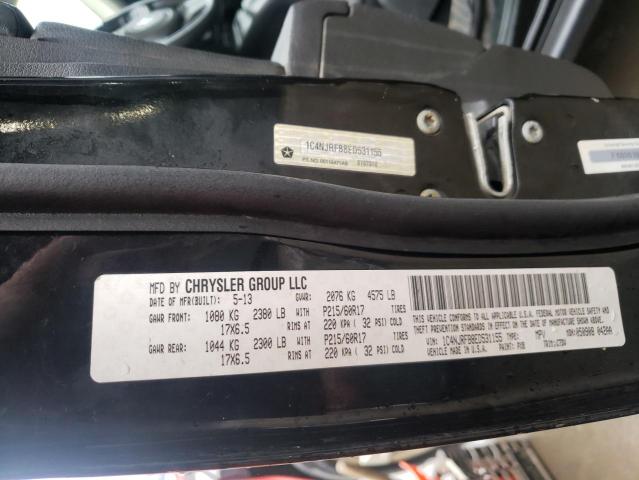 1C4NJRFB8ED531155
MFD BY CHRYSLER GROUP LLC
DATE OF MFR(BUILT): 5-13 GVWR: 2076 KG 4575 LB
GAWR FRONT: 1080 KG 2380 LB WITH P215/60R17 TIRES
17X6.5 RIMS AT 220 KPA ( 32 PSI) COLD
GAWR REAR: 1044 KG 2300 LB WITH P215/60R17 TIRES
17X6.5 RIMS AT 220 KPA ( 32 PSI) COLD
THIS VEHICLE CONFORMS TO ALL APPLICABLE FEDERAL MOTOR VEHICLE SAFETY AND
THEFT PREVENTION STANDARDS IN EFFECT ON THE DATE OF MANUFACTURE SHOWN ABOVE.
VIN: 1C4NJRFB8ED531155 TYPE: MPV
VEHICLE MADE IN U.S.A. PAINT: PXR